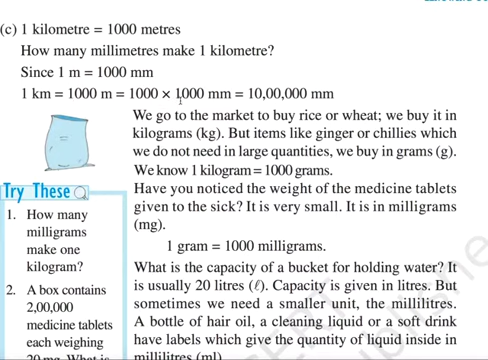 (c) 1 kilometre = 1000 metres
How many millimetres make 1 kilometre?
Since 1 m = 1000 mm
1 km = 1000 m = 1000 × 1000 mm = 10,00,000 mm
We go to the market to buy rice or wheat; we buy it in
kilograms (kg). But items like ginger or chillies which
we do not need in large quantities, we buy in grams (g).
We know 1 kilogram = 1000 grams.
Have you noticed the weight of the medicine tablets
given to the sick? It is very small. It is in milligrams
(mg).
1 gram = 1000 milligrams.
What is the capacity of a bucket for holding water? It
is usually 20 litres (ℓ). Capacity is given in litres. But
sometimes we need a smaller unit, the millilitres.
A bottle of hair oil, a cleaning liquid or a soft drink
have labels which give the quantity of liquid inside in
millilitres (ml)
Try These
1. How many
milligrams
make one
kilogram?
2. A box contains
2,00,000
medicine tablets
each weighing
20 mg. What is